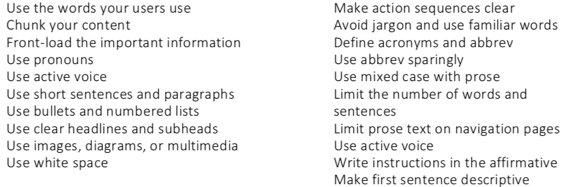 Use the words your users use
Chunk your content
Front-load the important information
Use pronouns
Use active voice
Use short sentences and paragraphs
Use bullets and numbered lists
Use clear headlines and subheads
Use images, diagrams, or multimedia
Use white space
Make action sequences clear
Avoid jargon and use familiar words
Define acronyms and abbrev
Use abbrev sparingly
Use mixed case with prose
Limit the number of words and
sentences
Limit prose text on navigation pages
Use active voice
Write instructions in the affirmative
Make first sentence descriptive